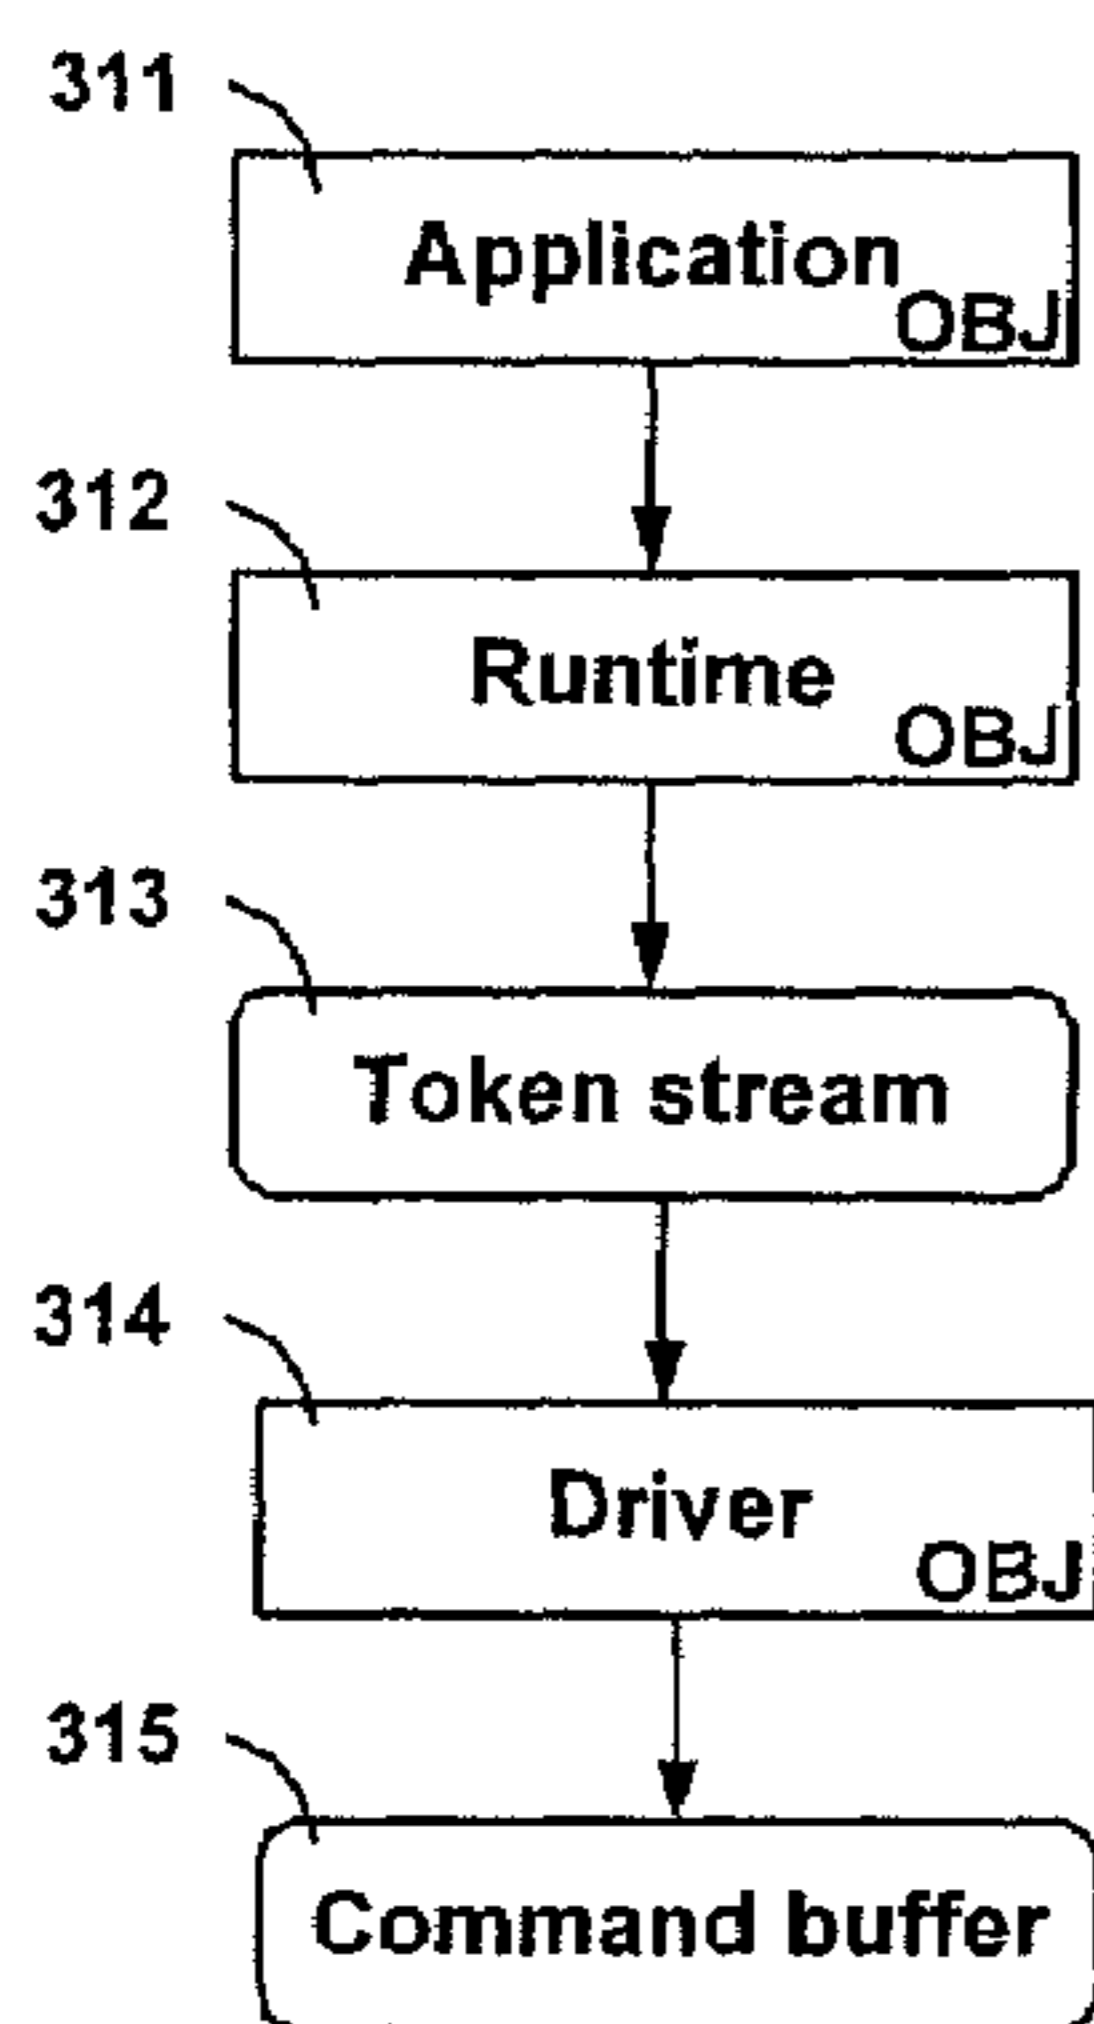 311
Application
OBJ
312
Runtime
OBJ
313
Token stream
314
Driver
OBJ
315
Command buffer